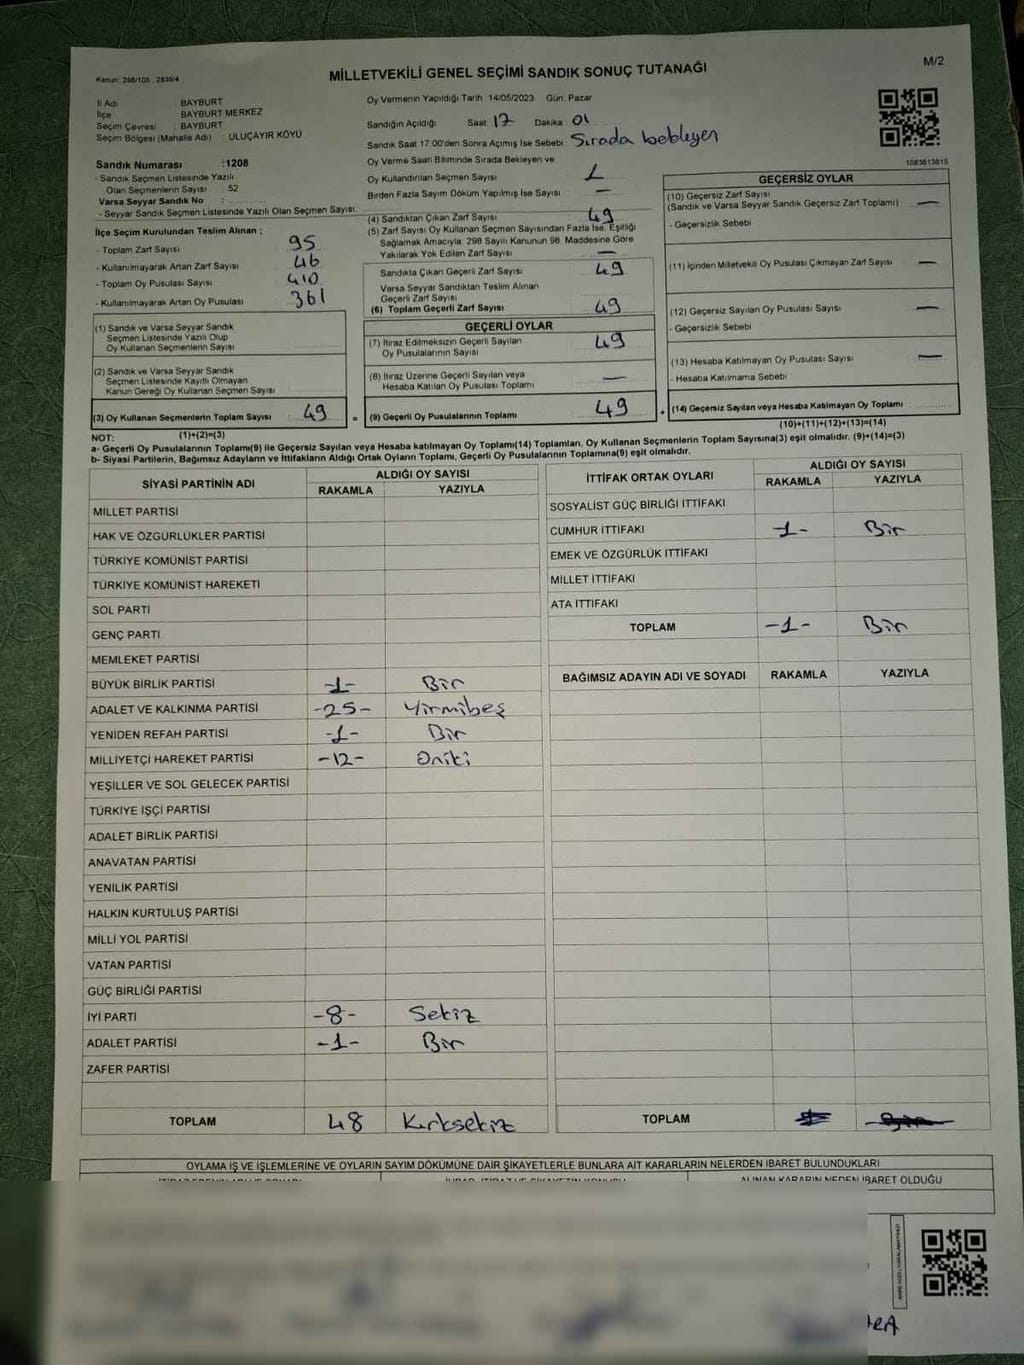 Kanun: 298/105 , 2839/4
MİLLETVEKİLİ GENEL SEÇİMİ SANDIK SONUÇ TUTANAĞI
M/2
İl Adı BAYBURT
İlçe BAYBURT MERKEZ
Seçim Çevresi : BAYBURT
Seçim Bölgesi (Mahalle Adı) ULUÇAYIR KÖYÜ
Sandık Numarası :1208
- Sandık Seçmen Listesinde Yazılı
Olan Seçmenlerin Sayısı 52
Varsa Seyyar Sandık No :
- Seyyar Sandık Seçmen Listesinde Yazılı Olan Seçmen Sayısı:
İlçe Seçim Kurulundan Teslim Alınan ;
- Toplam Zarf Sayısı 95
- Kullanılmayarak Artan Zarf Sayısı 46
- Toplam Oy Pusulası Sayısı 410
- Kullanılmayarak Artan Oy Pusulası 361
(1) Sandık ve Varsa Seyyar Sandık
Seçmen Listesinde Yazılı Olup
Oy Kullanan Seçmenlerin Sayısı
(2) Sandık ve Varsa Seyyar Sandık
Seçmen Listesinde Kayıtlı Olmayan
Kanun Gereği Oy Kullanan Seçmen Sayısı
(3) Oy Kullanan Seçmenlerin Toplam Sayısı 49 =
(1)+(2)=(3)
Oy Vermenin Yapıldığı Tarih : 14/05/2023 Gün: Pazar
Sandığın Açıldığı Saat: 17 Dakika 01
Sandık Saat 17:00'den Sonra Açılmış İse Sebebi Sırada bekleyen
Oy Verme Saati Bitiminde Sırada Bekleyen ve
Oy Kullandırılan Seçmen Sayısı 1
Birden Fazla Sayım Döküm Yapılmış İse Sayısı —
(4) Sandıktan Çıkan Zarf Sayısı 49
(5) Zarf Sayısı Oy Kullanan Seçmen Sayısından Fazla İse, Eşitliği
Sağlamak Amacıyla, 298 Sayılı Kanunun 98. Maddesine Göre
Yakılarak Yok Edilen Zarf Sayısı —
Sandıkta Çıkan Geçerli Zarf Sayısı 49
Varsa Seyyar Sandıktan Teslim Alınan
Geçerli Zarf Sayısı
(6) Toplam Geçerli Zarf Sayısı 49
GEÇERLİ OYLAR
(7) İtiraz Edilmeksizin Geçerli Sayılan
Oy Pusulalarının Sayısı 49
(8) İtiraz Üzerine Geçerli Sayılan veya
Hesaba Katılan Oy Pusulası Toplamı —
(9) Geçerli Oy Pusulalarının Toplamı 49 +
1083613615
GEÇERSİZ OYLAR
(10) Geçersiz Zarf Sayısı
(Sandık ve Varsa Seyyar Sandık Geçersiz Zarf Toplamı) —
- Geçersizlik Sebebi
(11) İçinden Milletvekili Oy Pusulası Çıkmayan Zarf Sayısı —
(12) Geçersiz Sayılan Oy Pusulası Sayısı —
- Geçersizlik Sebebi
(13) Hesaba Katılmayan Oy Pusulası Sayısı —
- Hesaba Katılmama Sebebi
(14) Geçersiz Sayılan veya Hesaba Katılmayan Oy Toplamı
(10)+(11)+(12)+(13)=(14)
NOT:
a- Geçerli Oy Pusulalarının Toplamı(9) ile Geçersiz Sayılan veya Hesaba katılmayan Oy Toplamı(14) Toplamları, Oy Kullanan Seçmenlerin Toplam Sayısına(3) eşit olmalıdır. (9)+(14)=(3)
b- Siyasi Partilerin, Bağımsız Adayların ve İttifakların Aldığı Ortak Oyların Toplamı, Geçerli Oy Pusulalarının Toplamına(9) eşit olmalıdır.
SİYASİ PARTİNİN ADI ALDIĞI OY SAYISI
RAKAMLA YAZIYLA
MİLLET PARTİSİ
HAK VE ÖZGÜRLÜKLER PARTİSİ
TÜRKİYE KOMÜNİST PARTİSİ
TÜRKİYE KOMÜNİST HAREKETİ
SOL PARTİ
GENÇ PARTİ
MEMLEKET PARTİSİ
BÜYÜK BİRLİK PARTİSİ -1- Bir
ADALET VE KALKINMA PARTİSİ -25- Yirmibeş
YENİDEN REFAH PARTİSİ -1- Bir
MİLLİYETÇİ HAREKET PARTİSİ -12- Oniki
YEŞİLLER VE SOL GELECEK PARTİSİ
TÜRKİYE İŞÇİ PARTİSİ
ADALET BİRLİK PARTİSİ
ANAVATAN PARTİSİ
YENİLİK PARTİSİ
HALKIN KURTULUŞ PARTİSİ
MİLLİ YOL PARTİSİ
VATAN PARTİSİ
GÜÇ BİRLİĞİ PARTİSİ
İYİ PARTİ -8- Sekiz
ADALET PARTİSİ -1- Bir
ZAFER PARTİSİ
TOPLAM 48 Kırksekiz
İTTİFAK ORTAK OYLARI ALDIĞI OY SAYISI
RAKAMLA YAZIYLA
SOSYALİST GÜÇ BİRLİĞİ İTTİFAKI
CUMHUR İTTİFAKI -1- Bir
EMEK VE ÖZGÜRLÜK İTTİFAKI
MİLLET İTTİFAKI
ATA İTTİFAKI
TOPLAM -1- Bir
BAĞIMSIZ ADAYIN ADI VE SOYADI RAKAMLA YAZIYLA
TOPLAM
OYLAMA İŞ VE İŞLEMLERİNE VE OYLARIN SAYIM DÖKÜMÜNE DAİR ŞİKAYETLERLE BUNLARA AİT KARARLARIN NELERDEN İBARET BULUNDUKLARI
ALINAN KARARIN NEDEN İBARET OLDUĞU